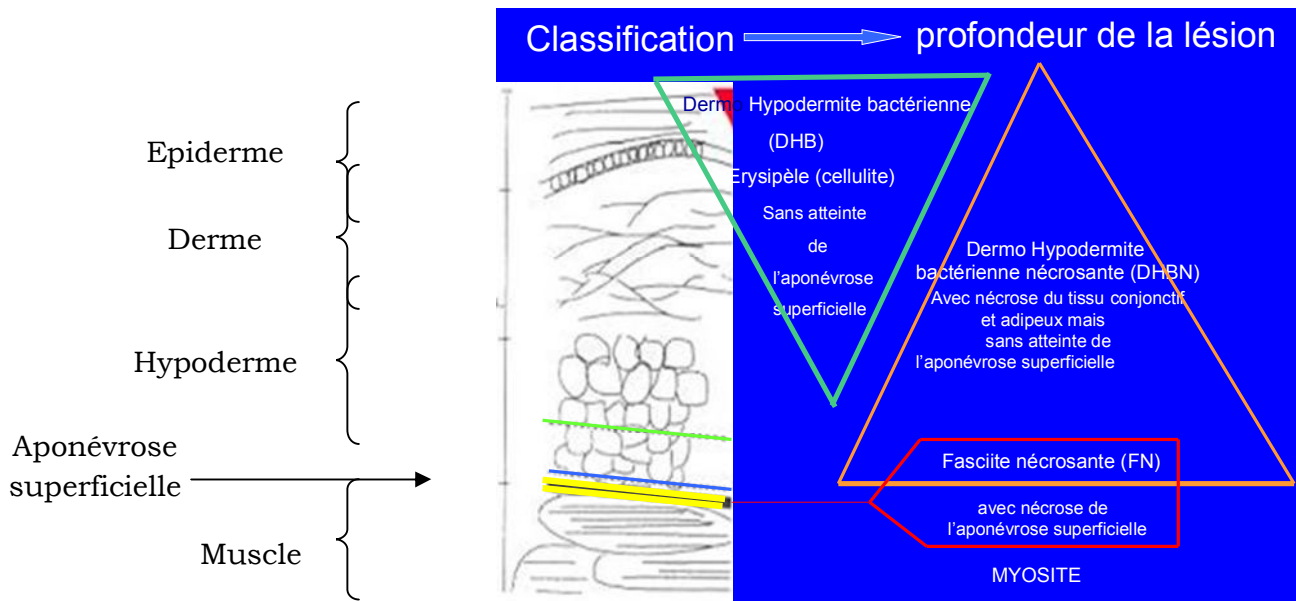 Classification profondeur de la lésion
Epiderme
Derme
Hypoderme
Aponévrose
superficielle
Muscle
Dermo Hypodermite bactérienne
(DHB)
Erysipèle (cellulite)
Sans atteinte
de
l'aponévrose
superficielle
Dermo Hypodermite
bactérienne nécrosante (DHBN)
Avec nécrose du tissu conjonctif
et adipeux mais
sans atteinte de
l'aponévrose superficielle
Fasciite nécrosante (FN)
avec nécrose de
l'aponévrose superficielle
MYOSITE